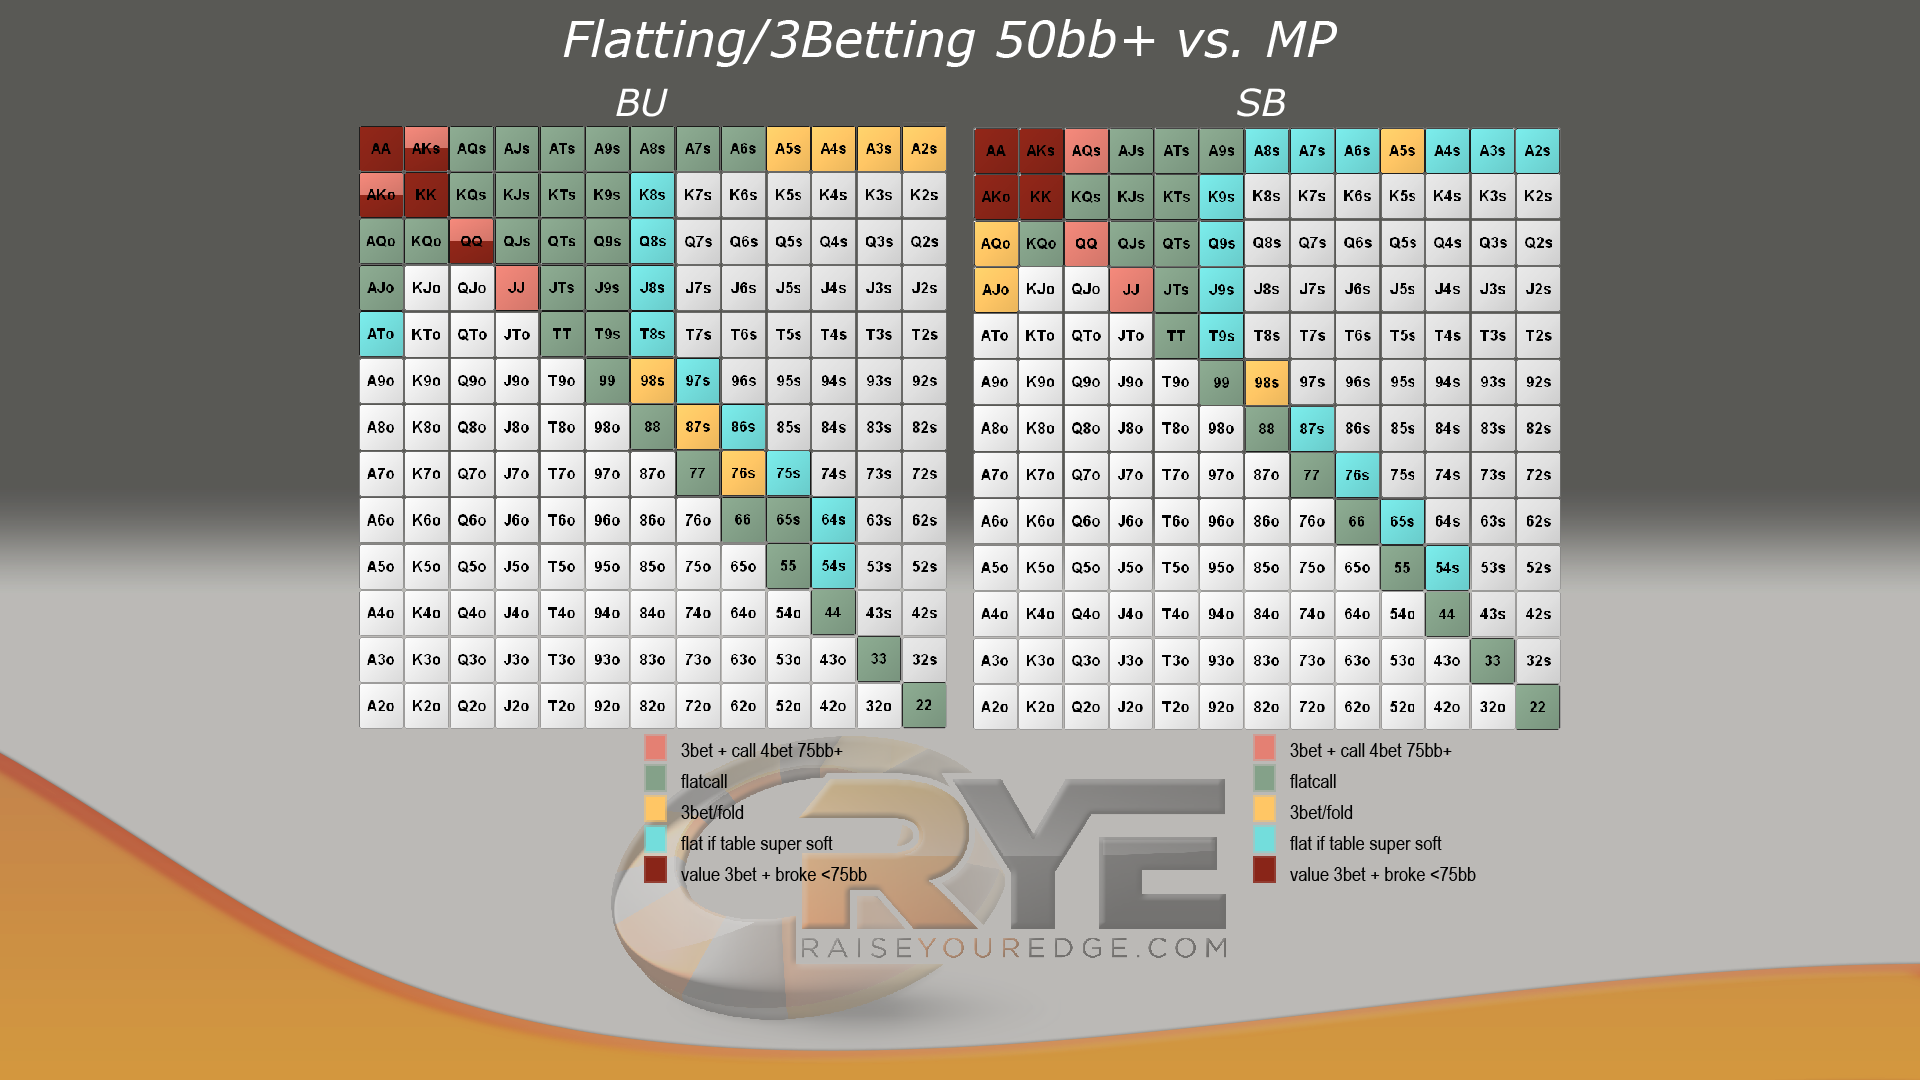 Flatting/3Betting 50bb+ vs. MP
BU
AA AKs AQs AJs ATs A9s A8s A7s A6s A5s A4s A3s A2s
AKo KK KQs KJs KTs K9s K8s K7s K6s K5s K4s K3s K2s
AQo KQo QQ QJs QTs Q9s Q8s Q7s Q6s Q5s Q4s Q3s Q2s
AJo KJo QJo JJ JTs J9s J8s J7s J6s J5s J4s J3s J2s
ATo KTo QTo JTo TT T9s T8s T7s T6s T5s T4s T3s T2s
A9o K9o Q9o J9o T9o 99 98s 97s 96s 95s 94s 93s 92s
A8o K8o Q8o J8o T8o 98o 88 87s 86s 85s 84s 83s 82s
A7o K7o Q7o J7o T7o 97o 87o 77 76s 75s 74s 73s 72s
A6o K6o Q6o J6o T6o 96o 86o 76o 66 65s 64s 63s 62s
A5o K5o Q5o J5o T5o 95o 85o 75o 65o 55 54s 53s 52s
A4o K4o Q4o J4o T4o 94o 84o 74o 64o 54o 44 43s 42s
A3o K3o Q3o J3o T3o 93o 83o 73o 63o 53o 43o 33 32s
A2o K2o Q2o J2o T2o 92o 82o 72o 62o 52o 42o 32o 22
3bet + call 4bet 75bb+
flatcall
3bet/fold
flat if table super soft
value 3bet + broke <75bb
SB
AA AKs AQs AJs ATs A9s A8s A7s A6s A5s A4s A3s A2s
AKo KK KQs KJs KTs K9s K8s K7s K6s K5s K4s K3s K2s
AQo KQo QQ QJs QTs Q9s Q8s Q7s Q6s Q5s Q4s Q3s Q2s
AJo KJo QJo JJ JTs J9s J8s J7s J6s J5s J4s J3s J2s
ATo KTo QTo JTo TT T9s T8s T7s T6s T5s T4s T3s T2s
A9o K9o Q9o J9o T9o 99 98s 97s 96s 95s 94s 93s 92s
A8o K8o Q8o J8o T8o 98o 88 87s 86s 85s 84s 83s 82s
A7o K7o Q7o J7o T7o 97o 87o 77 76s 75s 74s 73s 72s
A6o K6o Q6o J6o T6o 96o 86o 76o 66 65s 64s 63s 62s
A5o K5o Q5o J5o T5o 95o 85o 75o 65o 55 54s 53s 52s
A4o K4o Q4o J4o T4o 94o 84o 74o 64o 54o 44 43s 42s
A3o K3o Q3o J3o T3o 93o 83o 73o 63o 53o 43o 33 32s
A2o K2o Q2o J2o T2o 92o 82o 72o 62o 52o 42o 32o 22
3bet + call 4bet 75bb+
flatcall
3bet/fold
flat if table super soft
value 3bet + broke <75bb
RYE
RAISEYOUREDGE.COM